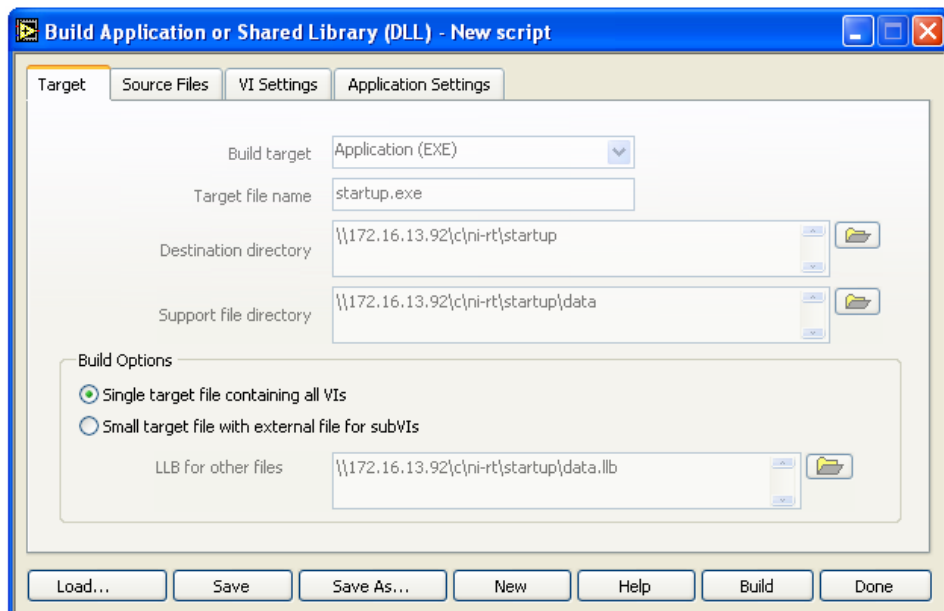 Build Application or Shared Library (DLL) - New script
Target Source Files VI Settings Application Settings
Build target Application (EXE)
Target file name startup.exe
Destination directory \\172.16.13.92\c\ni-rt\startup
Support file directory \\172.16.13.92\c\ni-rt\startup\data
Build Options
Single target file containing all VIs
Small target file with external file for subVIs
LLB for other files \\172.16.13.92\c\ni-rt\startup\data.llb
Load... Save Save As... New Help Build Done